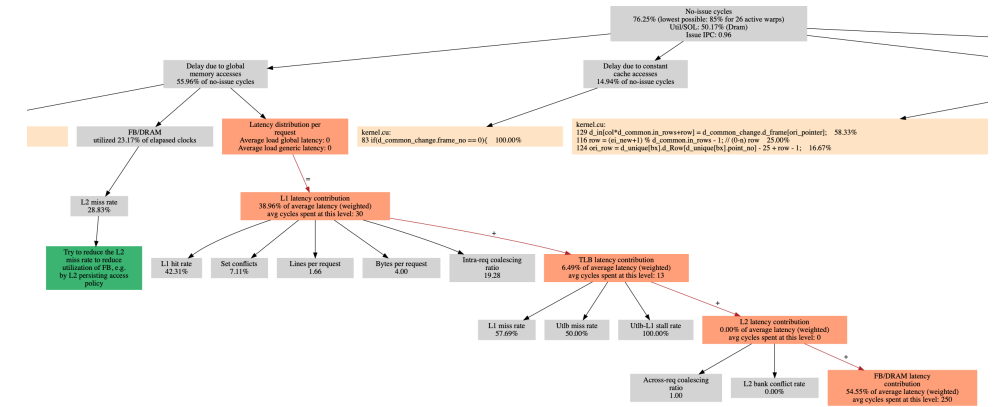 No-issue cycles
76.25% (lowest possible: 85% for 26 active warps)
Util/SOL: 50.17% (Dram)
Issue IPC: 0.96
Delay due to global
memory accesses
55.96% of no-issue cycles
Delay due to constant
cache accesses
14.94% of no-issue cycles
FB/DRAM
utilized 23.17% of elapsed clocks
Latency distribution per
request
Average load global latency: 0
Average load generic latency: 0
kernel.cu:
83 if(d_common_change.frame_no == 0){ 100.00%
kernel.cu:
129 d_in[col*d_common.in_rows+row] = d_common_change.d_frame[ori_pointer]; 58.33%
116 row = (ei_new+1) % d_common.in_rows - 1; // (0-n) row 25.00%
124 ori_row = d_unique[bx].d_Row[d_unique[bx].point_no] - 25 + row - 1; 16.67%
=
L2 miss rate
28.83%
L1 latency contribution
38.96% of average latency (weighted)
avg cycles spent at this level: 30
+
Try to reduce the L2
miss rate to reduce
utilization of FB, e.g.
by L2 persisting access
policy
L1 hit rate
42.31%
Set conflicts
7.11%
Lines per request
1.66
Bytes per request
4.00
Intra-req coalescing
ratio
19.28
TLB latency contribution
6.49% of average latency (weighted)
avg cycles spent at this level: 13
+
L1 miss rate
57.69%
Utlb miss rate
50.00%
Utlb-L1 stall rate
100.00%
L2 latency contribution
0.00% of average latency (weighted)
avg cycles spent at this level: 0
+
Across-req coalescing
ratio
1.00
L2 bank conflict rate
0.00%
FB/DRAM latency
contribution
54.55% of average latency (weighted)
avg cycles spent at this level: 250